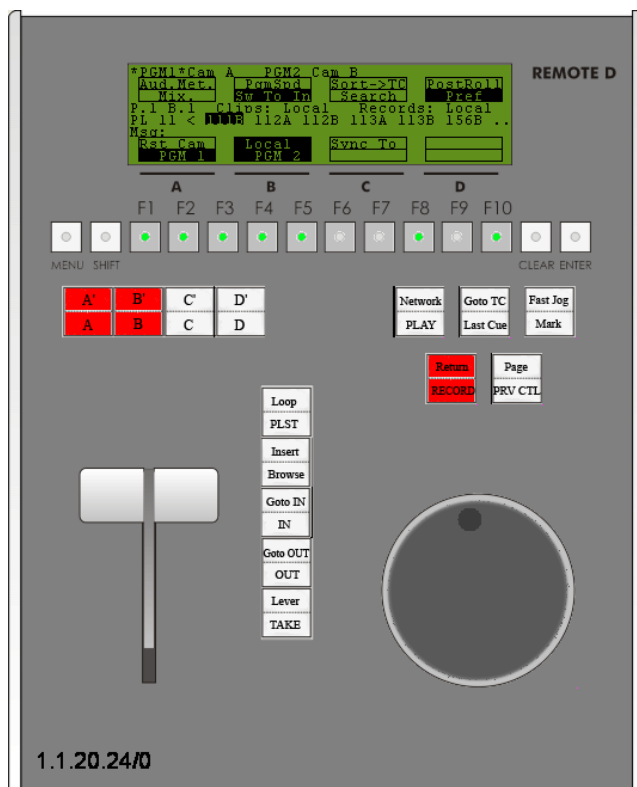 *PGM1*Cam A PGM2 Cam B
REMOTE D
Aud.Met. PgmSpd Sort->TC PostRoll
Mix. Sw To In Search Pref
P.1 B.1 Clips: Local Records: Local
PL 11 < 111B 112A 112B 113A 113B 156B ..
Msg:
Rst Cam Local Sync To
PGM 1 PGM 2
A B C D
F1 F2 F3 F4 F5 F6 F7 F8 F9 F10
MENU SHIFT CLEAR ENTER
A' B' C' D' Network Goto TC Fast Jog
A B C D PLAY Last Cue Mark
Return Page
RECORD PRV CTL
Loop
PLST
Insert
Browse
Goto IN
IN
Goto OUT
OUT
Lever
TAKE
1.1.20.24/0